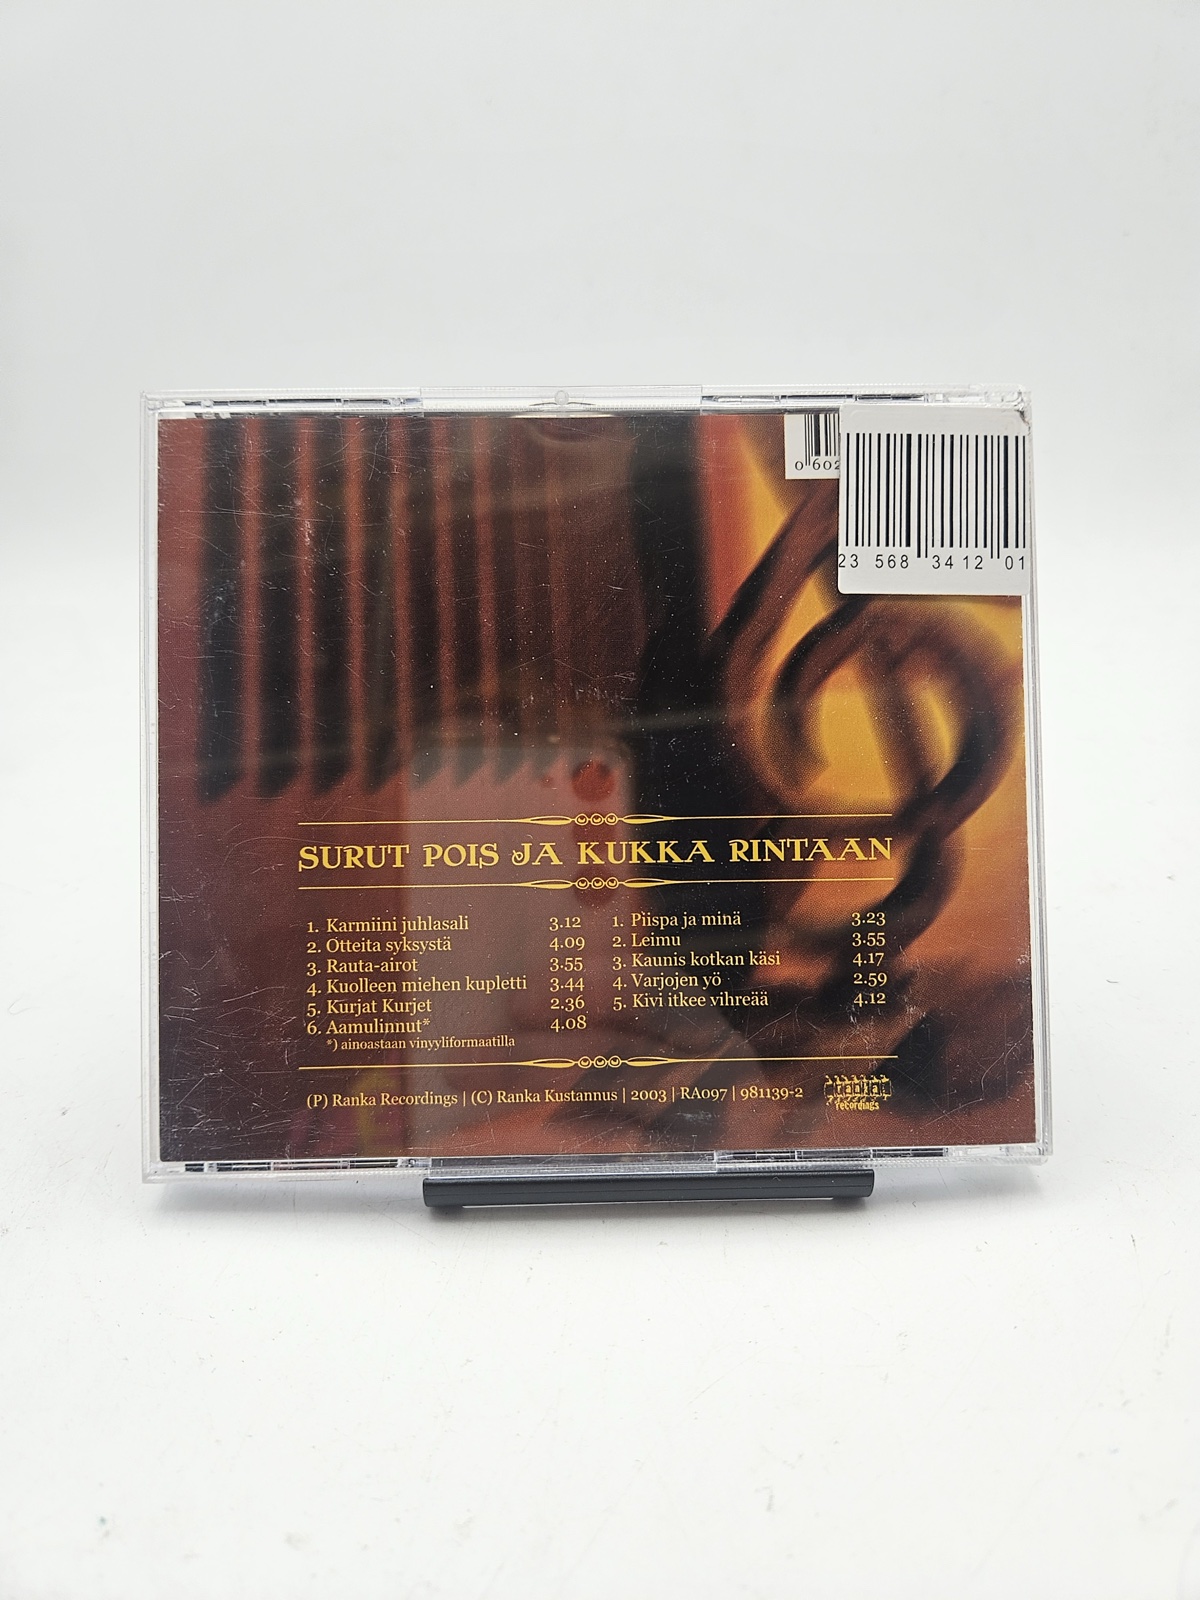 0 602
23 568 34 12 01
SURUT POIS JA KUKKA RINTAAN
1. Karmiini juhlasali 3.12
2. Otteita syksystä 4.09
3. Rauta-airot 3.55
4. Kuolleen miehen kupletti 3.44
5. Kurjat Kurjet 2.36
6. Aamulinnut* 4.08
*) ainoastaan vinyyliformaatilla
1. Piispa ja minä 3.23
2. Leimu 3.55
3. Kaunis kotkan käsi 4.17
4. Varjojen yö 2.59
5. Kivi itkee vihreää 4.12
(P) Ranka Recordings | (C) Ranka Kustannus | 2003 | RA097 | 981139-2
ranka
recordings